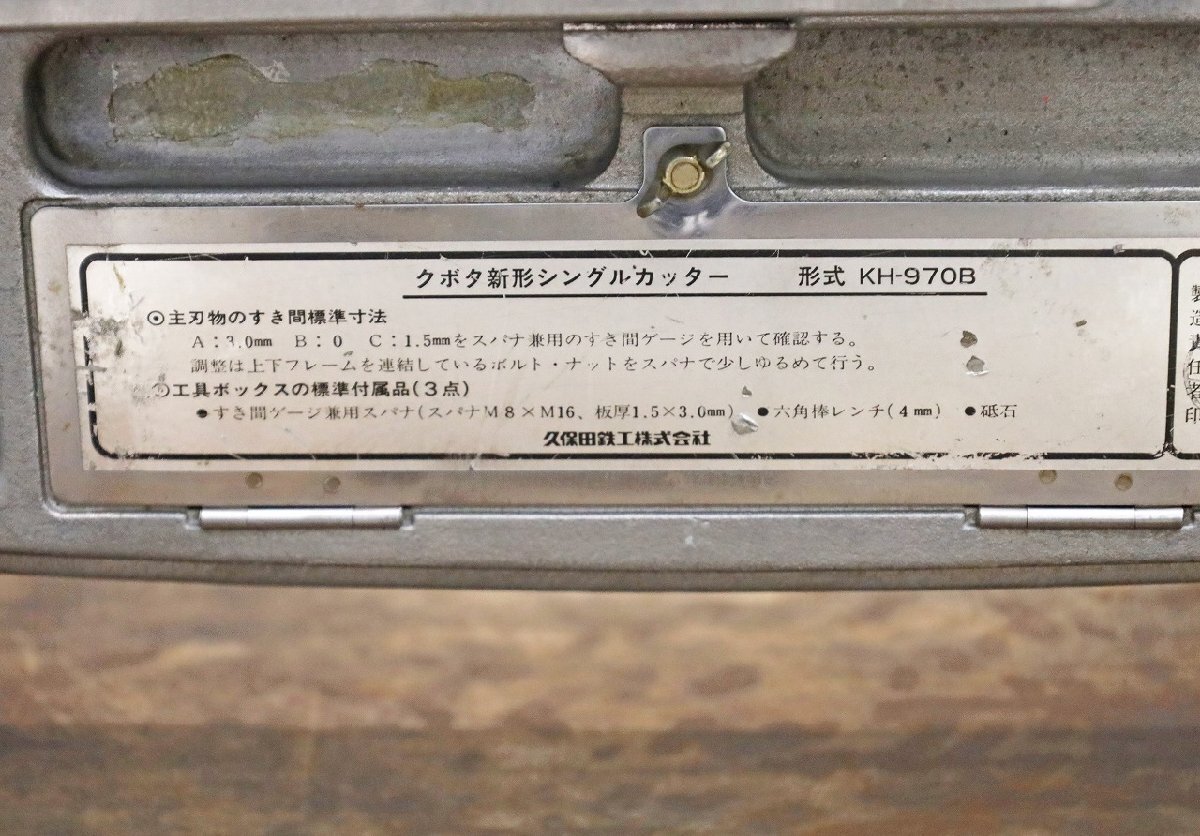 クボタ新形シングルカッター 形式 KH-970B
⦿主刃物のすき間標準寸法
A:3.0mm B:0 C:1.5mmをスパナ兼用のすき間ゲージを用いて確認する。
調整は上下フレームを連結しているボルト・ナットをスパナで少しゆるめて行う。
⦿工具ボックスの標準付属品(3点)
●すき間ゲージ兼用スパナ(スパナM8×M16、板厚1.5×3.0mm) ●六角棒レンチ(4mm) ●砥石
久保田鉄工株式会社
製造責任者印